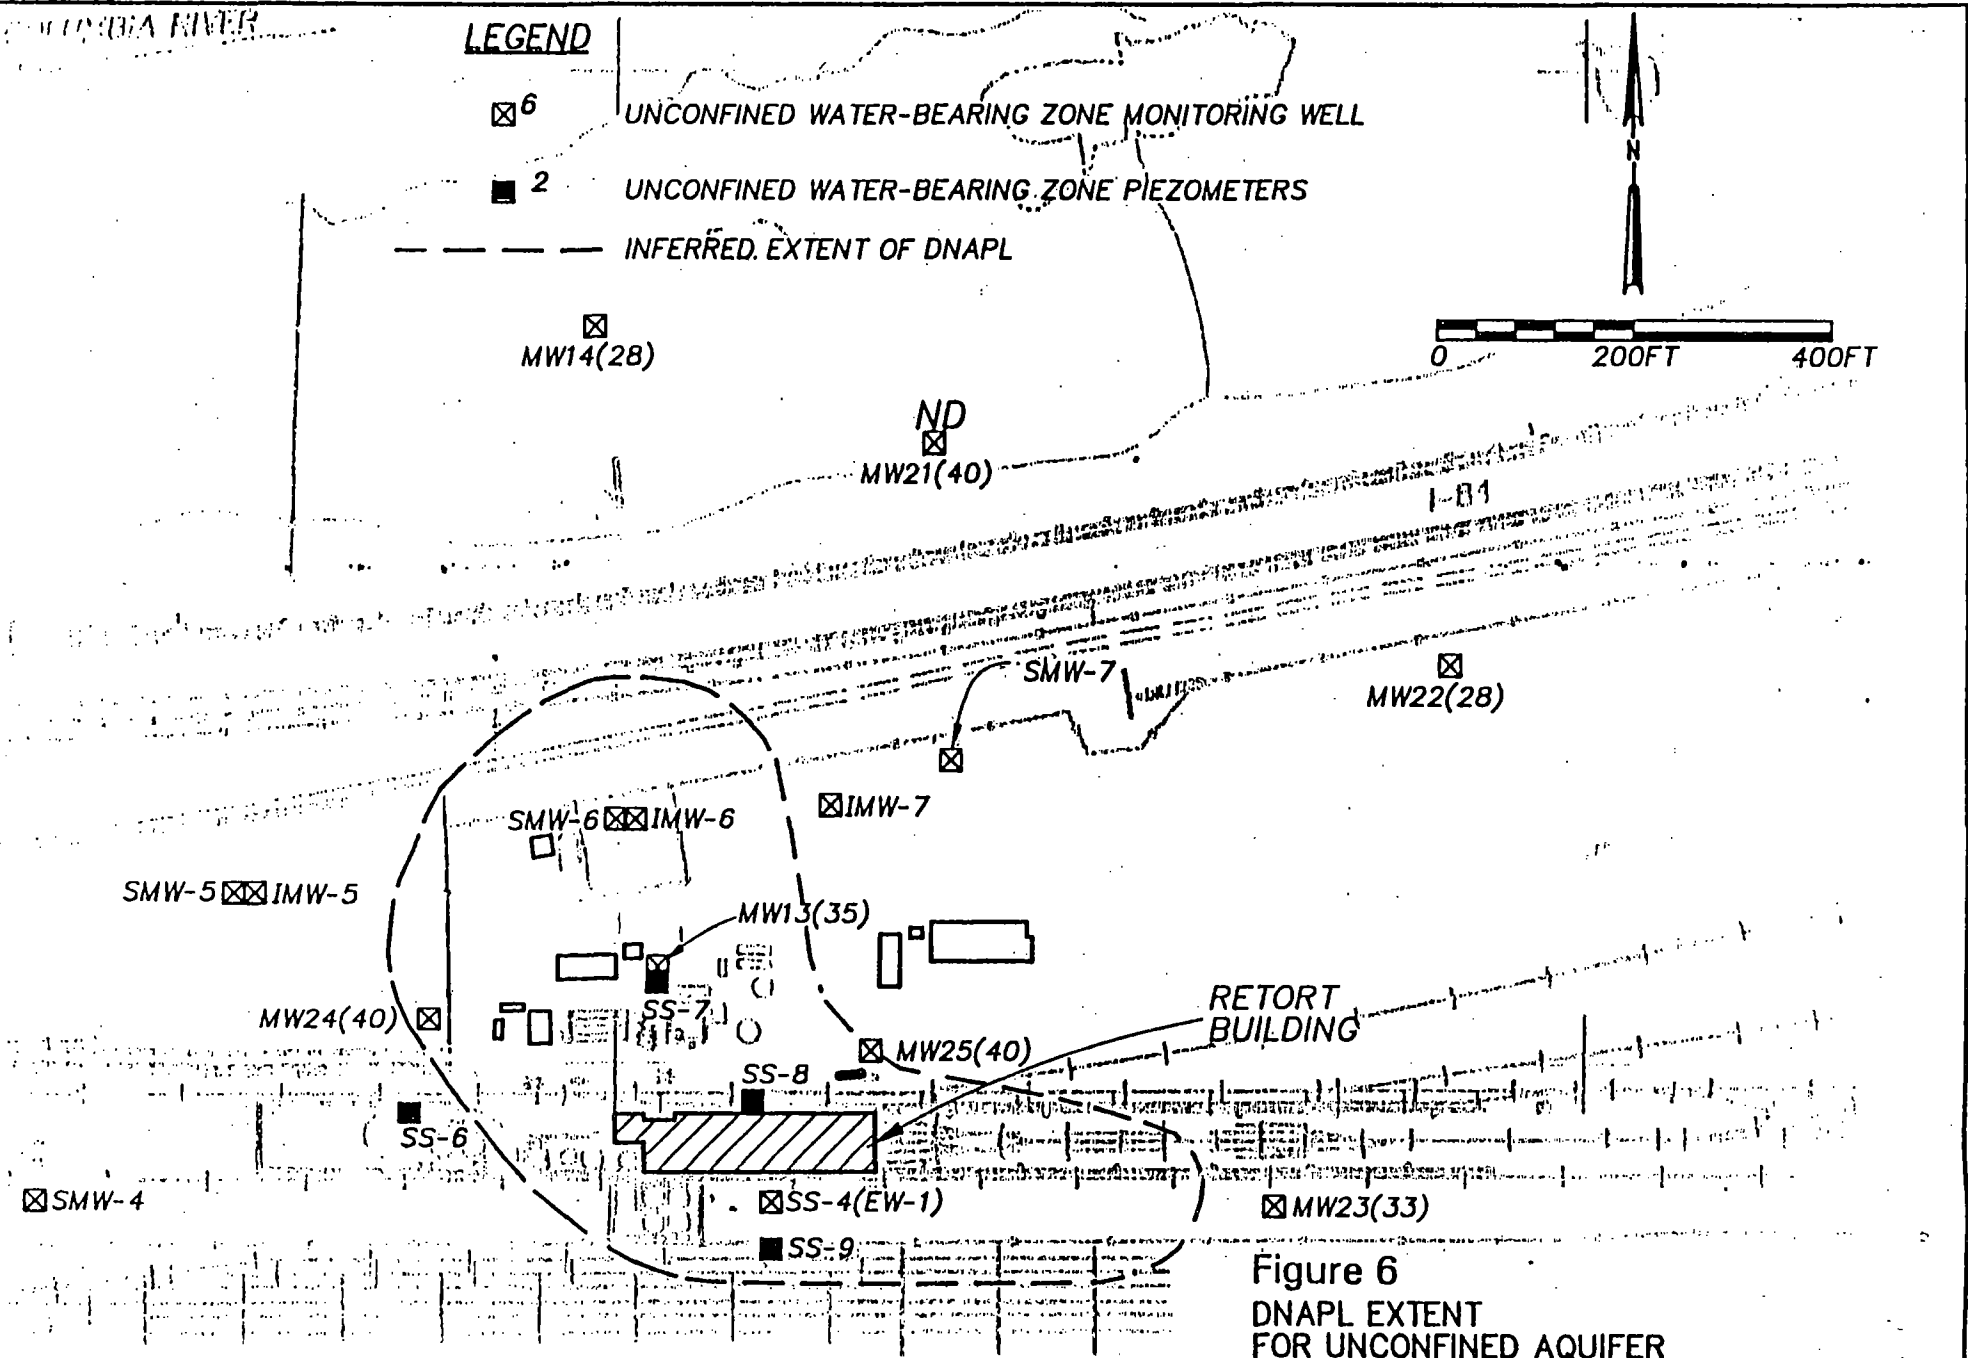 COLUMBIA RIVER
LEGEND
6 UNCONFINED WATER-BEARING ZONE MONITORING WELL
2 UNCONFINED WATER-BEARING ZONE PIEZOMETERS
INFERRED EXTENT OF DNAPL
N
0 200FT 400FT
MW14(28)
ND
MW21(40)
SMW-7
MW22(28)
IMW-7
SMW-6 IMW-6
SMW-5 IMW-5
MW13(35)
SS-7
MW24(40)
RETORT
BUILDING
MW25(40)
SS-8
SS-6
SMW-4
SS-4(EW-1)
MW23(33)
SS-9
Figure 6
DNAPL EXTENT
FOR UNCONFINED AQUIFER